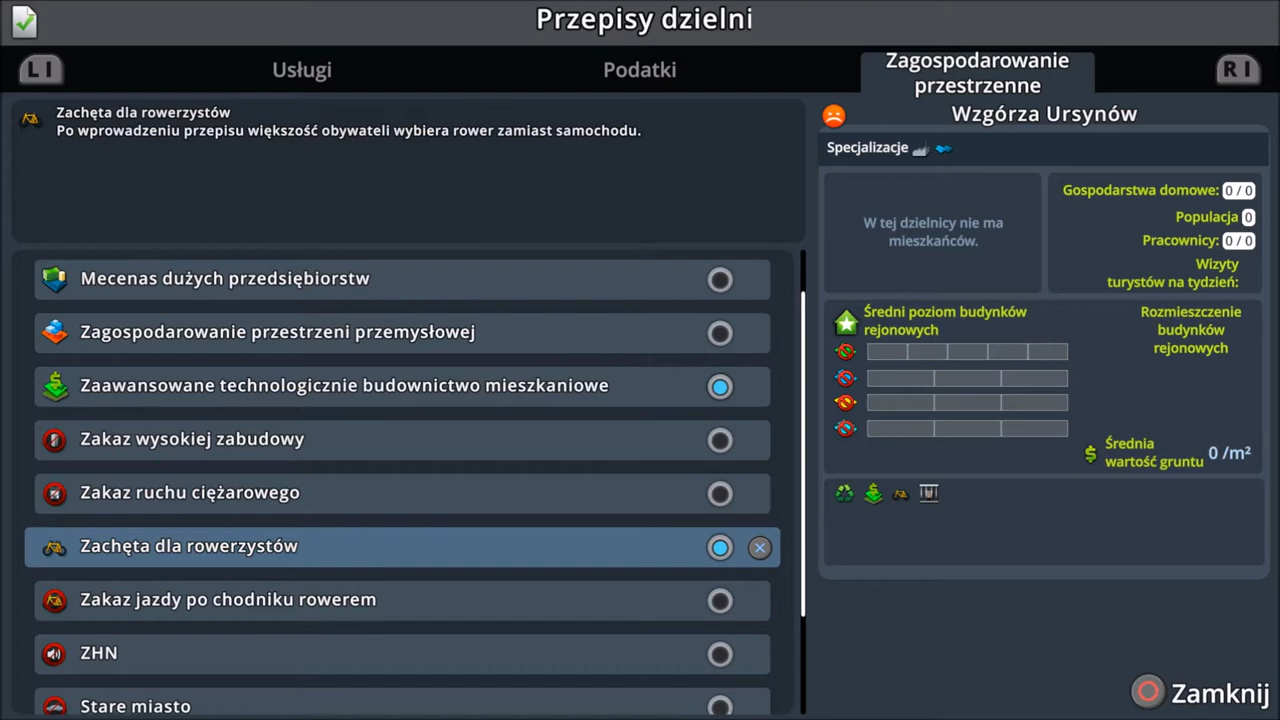 Przepisy dzielni
L1
Usługi
Podatki
Zagospodarowanie
przestrzenne
R1
Zachęta dla rowerzystów
Po wprowadzeniu przepisu większość obywateli wybiera rower zamiast samochodu.
Mecenas dużych przedsiębiorstw
Zagospodarowanie przestrzeni przemysłowej
Zaawansowane technologicznie budownictwo mieszkaniowe
Zakaz wysokiej zabudowy
Zakaz ruchu ciężarowego
Zachęta dla rowerzystów
Zakaz jazdy po chodniku rowerem
ZHN
Stare miasto
Wzgórza Ursynów
Specjalizacje
W tej dzielnicy nie ma
mieszkańców.
Gospodarstwa domowe: 0 / 0
Populacja 0
Pracownicy: 0 / 0
Wizyty
turystów na tydzień:
Średni poziom budynków
rejonowych
Rozmieszczenie
budynków
rejonowych
Średnia
wartość gruntu 0 /m²
Zamknij